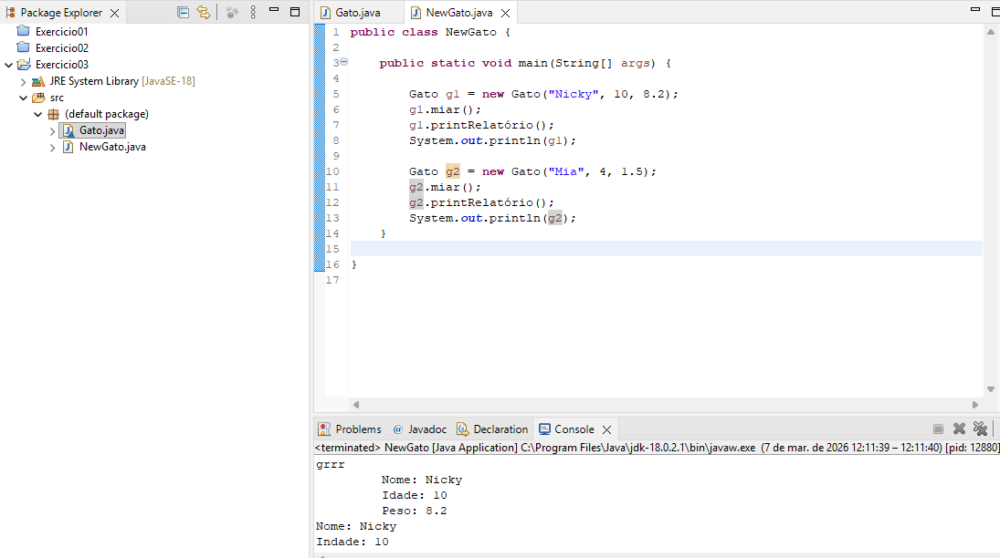 Package Explorer
Exercicio01
Exercicio02
Exercicio03
JRE System Library [JavaSE-18]
src
(default package)
Gato.java
NewGato.java
Gato.java
NewGato.java
1 public class NewGato {
2
3 public static void main(String[] args) {
4
5 Gato g1 = new Gato("Nicky", 10, 8.2);
6 g1.miar();
7 g1.printRelatório();
8 System.out.println(g1);
9
10 Gato g2 = new Gato("Mia", 4, 1.5);
11 g2.miar();
12 g2.printRelatório();
13 System.out.println(g2);
14 }
15
16 }
17
Problems @ Javadoc Declaration Console
<terminated> NewGato [Java Application] C:\Program Files\Java\jdk-18.0.2.1\bin\javaw.exe (7 de mar. de 2026 12:11:39 – 12:11:40) [pid: 12880]
grrr
Nome: Nicky
Idade: 10
Peso: 8.2
Nome: Nicky
Indade: 10